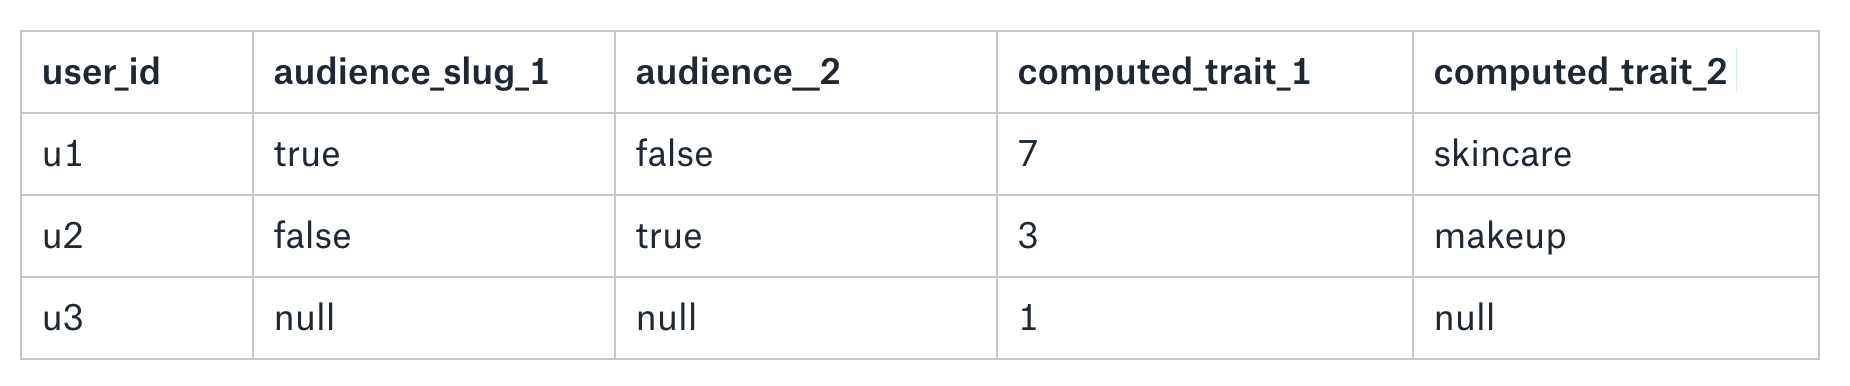 user_id audience_slug_1 audience__2 computed_trait_1 computed_trait_2
u1 true false 7 skincare
u2 false true 3 makeup
u3 null null 1 null